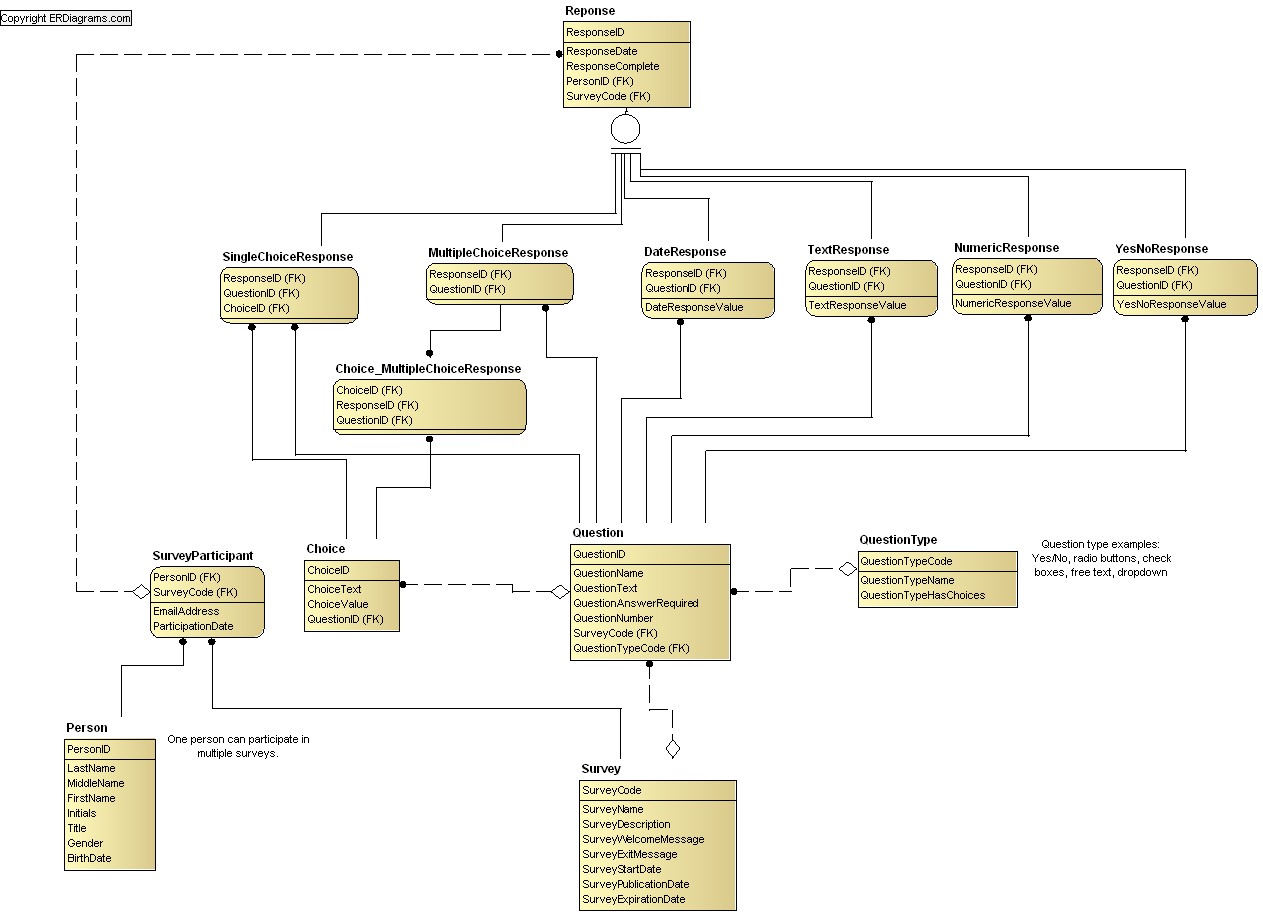 Copyright ERDiagrams.com
Reponse
ResponseID
ResponseDate
ResponseComplete
PersonID (FK)
SurveyCode (FK)
SingleChoiceResponse
ResponseID (FK)
QuestionID (FK)
ChoiceID (FK)
MultipleChoiceResponse
ResponseID (FK)
QuestionID (FK)
DateResponse
ResponseID (FK)
QuestionID (FK)
DateResponseValue
TextResponse
ResponseID (FK)
QuestionID (FK)
TextResponseValue
NumericResponse
ResponseID (FK)
QuestionID (FK)
NumericResponseValue
YesNoResponse
ResponseID (FK)
QuestionID (FK)
YesNoResponseValue
Choice_MultipleChoiceResponse
ChoiceID (FK)
ResponseID (FK)
QuestionID (FK)
SurveyParticipant
PersonID (FK)
SurveyCode (FK)
EmailAddress
ParticipationDate
Choice
ChoiceID
ChoiceText
ChoiceValue
QuestionID (FK)
Question
QuestionID
QuestionName
QuestionText
QuestionAnswerRequired
QuestionNumber
SurveyCode (FK)
QuestionTypeCode (FK)
QuestionType
QuestionTypeCode
QuestionTypeName
QuestionTypeHasChoices
Question type examples:
Yes/No, radio buttons, check
boxes, free text, dropdown
Person
PersonID
LastName
MiddleName
FirstName
Initials
Title
Gender
BirthDate
One person can participate in
multiple surveys.
Survey
SurveyCode
SurveyName
SurveyDescription
SurveyWelcomeMessage
SurveyExitMessage
SurveyStartDate
SurveyPublicationDate
SurveyExpirationDate